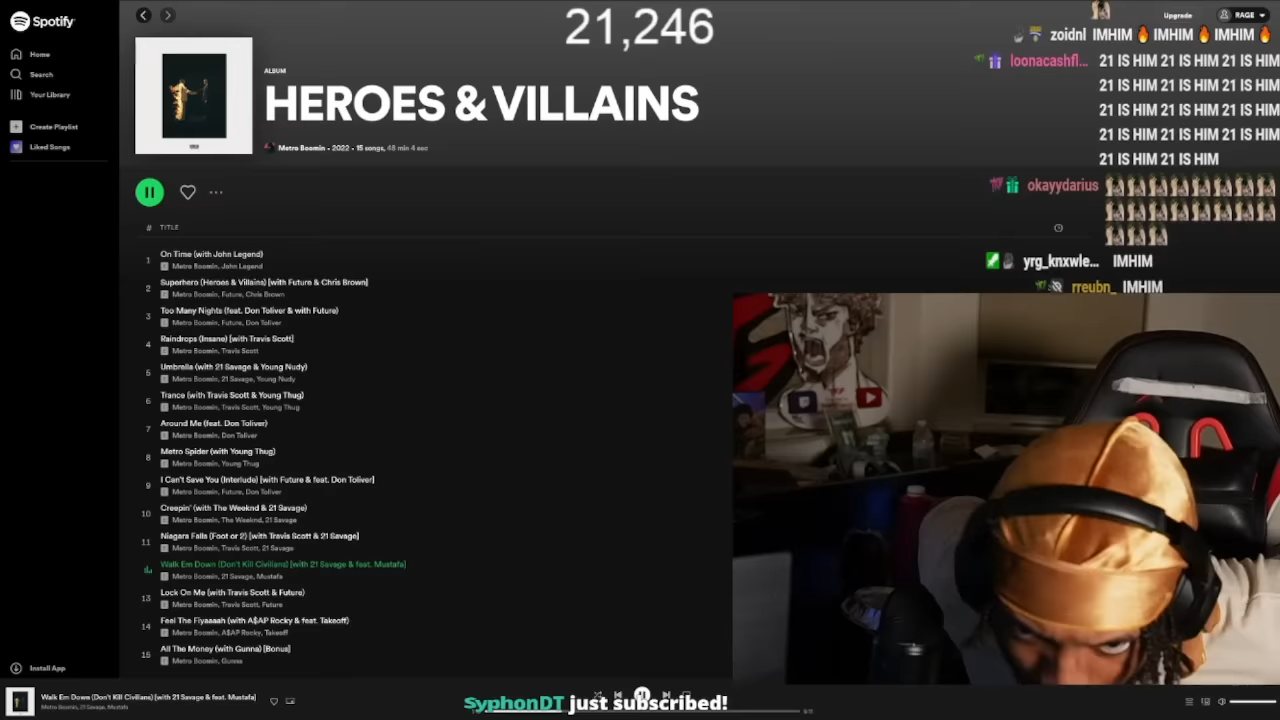 Spotify
21,246
Upgrade
RAGE
Home
Search
Your Library
Create Playlist
Liked Songs
ALBUM
HEROES & VILLAINS
Metro Boomin • 2022 • 15 songs, 48 min 4 sec
# TITLE
1 On Time (with John Legend)
Metro Boomin, John Legend
2 Superhero (Heroes & Villains) [with Future & Chris Brown]
Metro Boomin, Future, Chris Brown
3 Too Many Nights (feat. Don Toliver & with Future)
Metro Boomin, Future, Don Toliver
4 Raindrops (Insane) [with Travis Scott]
Metro Boomin, Travis Scott
5 Umbrella (with 21 Savage & Young Nudy)
Metro Boomin, 21 Savage, Young Nudy
6 Trance (with Travis Scott & Young Thug)
Metro Boomin, Travis Scott, Young Thug
7 Around Me (feat. Don Toliver)
Metro Boomin, Don Toliver
8 Metro Spider (with Young Thug)
Metro Boomin, Young Thug
9 I Can't Save You (Interlude) [with Future & feat. Don Toliver]
Metro Boomin, Future, Don Toliver
10 Creepin' (with The Weeknd & 21 Savage)
Metro Boomin, The Weeknd, 21 Savage
11 Niagara Falls (Foot or 2) [with Travis Scott & 21 Savage]
Metro Boomin, Travis Scott, 21 Savage
Walk Em Down (Don't Kill Civilians) [with 21 Savage & feat. Mustafa]
Metro Boomin, 21 Savage, Mustafa
13 Lock On Me (with Travis Scott & Future)
Metro Boomin, Travis Scott, Future
14 Feel The Fiyaaaah (with A$AP Rocky & feat. Takeoff)
Metro Boomin, A$AP Rocky, Takeoff
15 All The Money (with Gunna) [Bonus]
Metro Boomin, Gunna
zoidnl IMHIM IMHIM IMHIM
loonacashfl... 21 IS HIM 21 IS HIM 21 IS HIM
21 IS HIM 21 IS HIM 21 IS HIM
21 IS HIM 21 IS HIM 21 IS HIM
21 IS HIM 21 IS HIM 21 IS HIM
21 IS HIM 21 IS HIM
okayydarius
yrg_knxwle... IMHIM
rreubn_ IMHIM
Install App
Walk Em Down (Don't Kill Civilians) [with 21 Savage & feat. Mustafa]
Metro Boomin, 21 Savage, Mustafa
SyphonDT just subscribed!